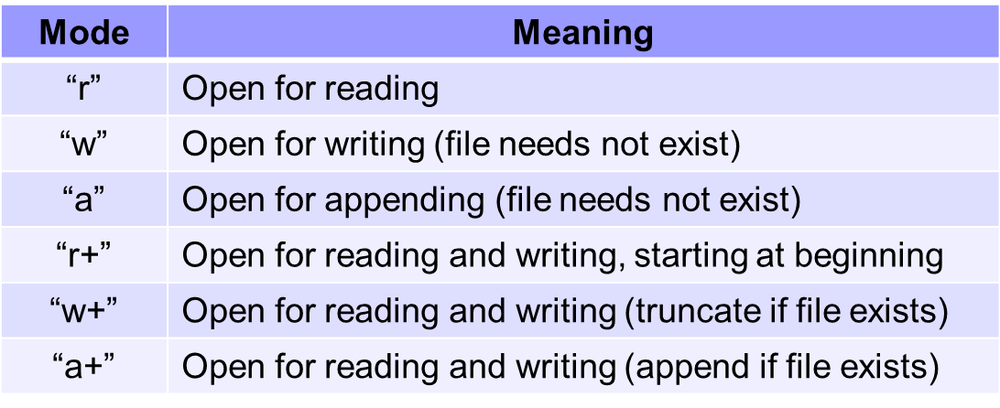 Mode Meaning
“r” Open for reading
“w” Open for writing (file needs not exist)
“a” Open for appending (file needs not exist)
“r+” Open for reading and writing, starting at beginning
“w+” Open for reading and writing (truncate if file exists)
“a+” Open for reading and writing (append if file exists)